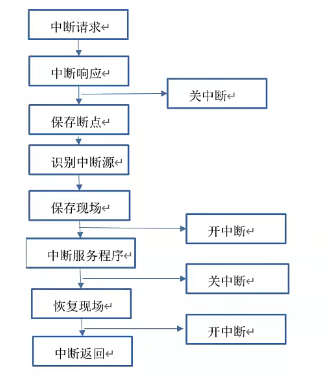 中断请求↵
中断响应↵
关中断↵
保存断点↵
识别中断源↵
保存现场↵
开中断↵
中断服务程序↵
关中断↵
恢复现场↵
开中断↵
中断返回↵